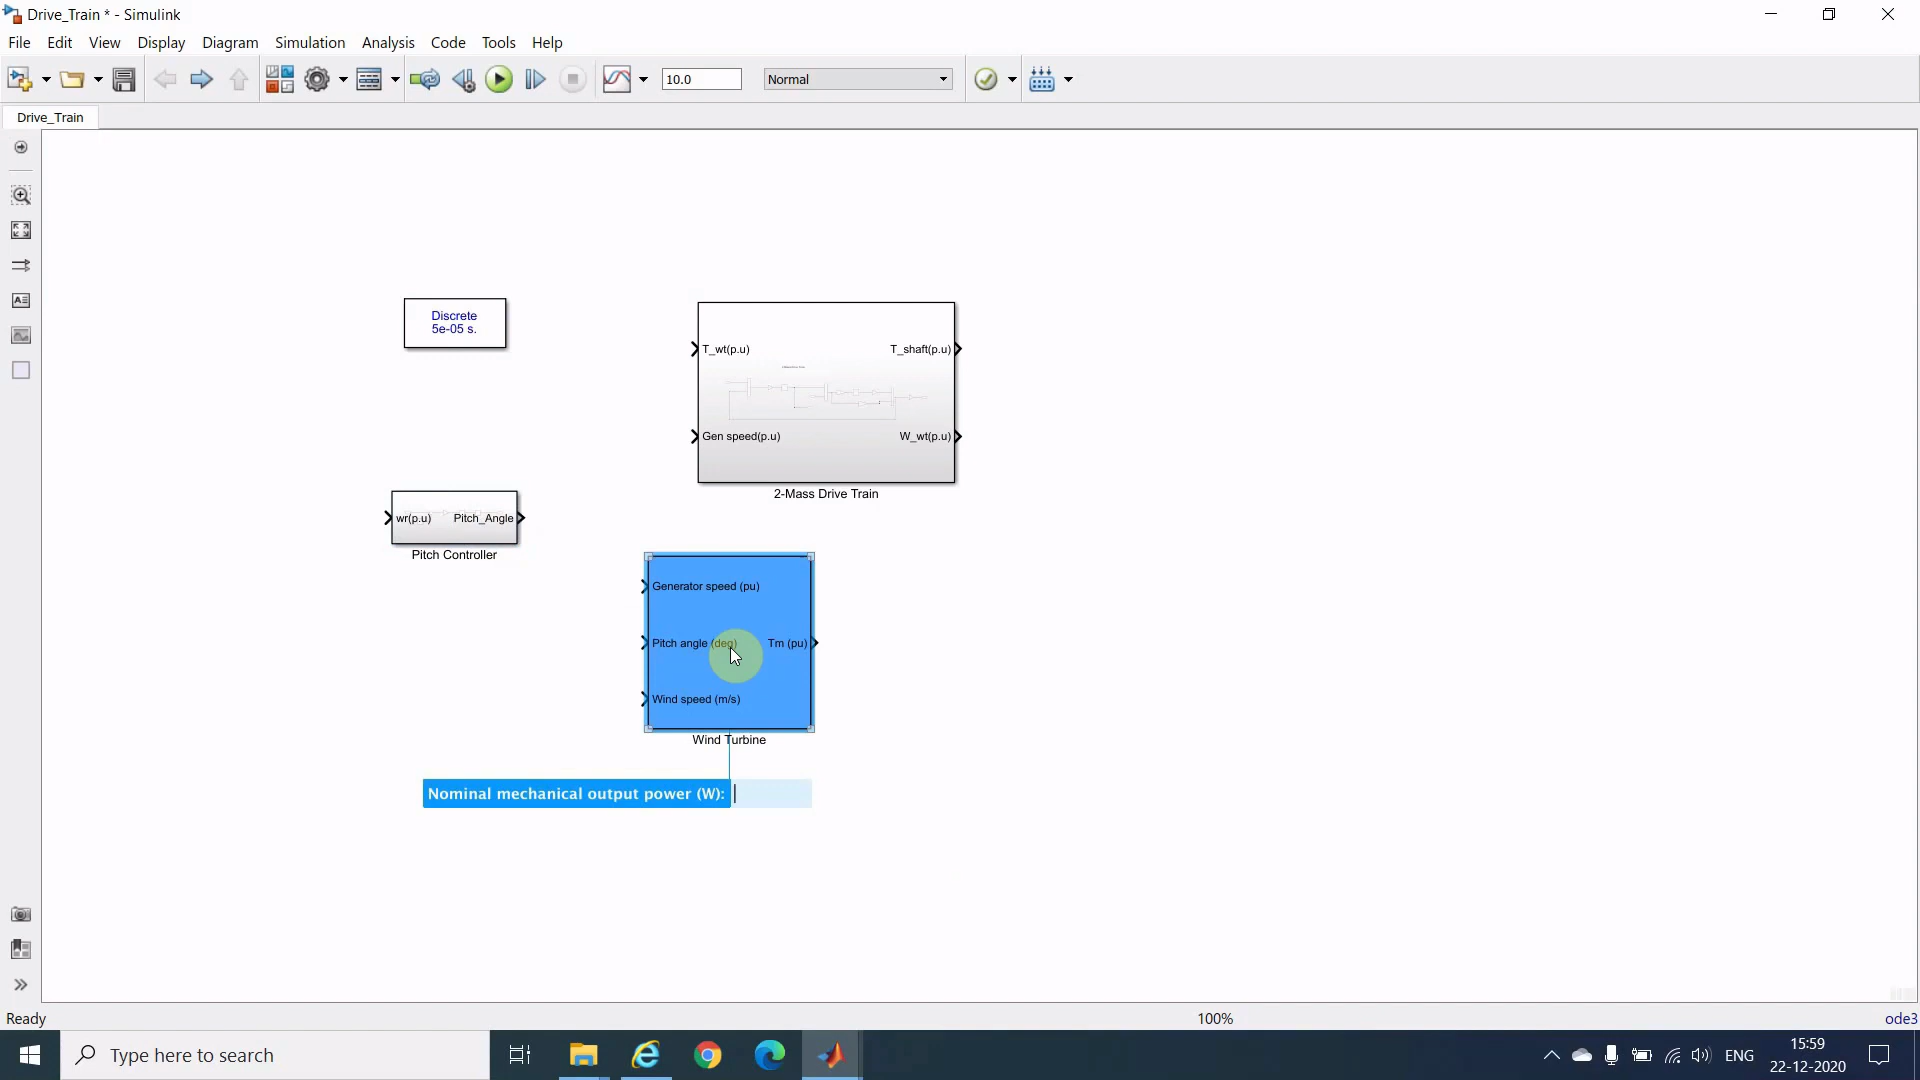 Drive_Train * - Simulink
File Edit View Display Diagram Simulation Analysis Code Tools Help
10.0 Normal
Drive_Train
Discrete
5e-05 s.
T_wt(p.u) T_shaft(p.u)
Gen speed(p.u) W_wt(p.u)
2-Mass Drive Train
wr(p.u) Pitch_Angle
Pitch Controller
Generator speed (pu)
Pitch angle (deg) Tm (pu)
Wind speed (m/s)
Wind Turbine
Nominal mechanical output power (W):
Ready 100% ode3
Type here to search
ENG
15:59
22-12-2020